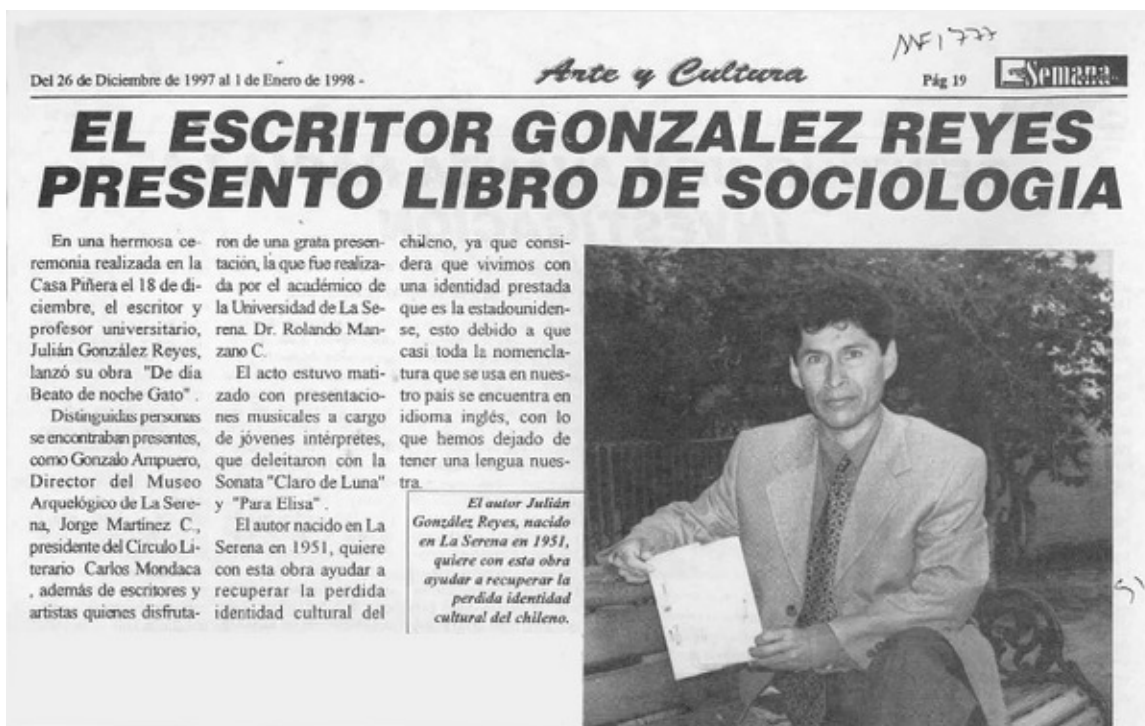 MF1777
Del 26 de Diciembre de 1997 al 1 de Enero de 1998 -
Arte y Cultura
Pág 19
Semana
EL ESCRITOR GONZALEZ REYES
PRESENTO LIBRO DE SOCIOLOGIA
En una hermosa ce-
remonia realizada en la
Casa Piñera el 18 de di-
ciembre, el escritor y
profesor universitario,
Julián González Reyes,
lanzó su obra "De día
Beato de noche Gato" .
Distinguidas personas
se encontraban presentes,
como Gonzalo Ampuero,
Director del Museo
Arquelógico de La Sere-
na, Jorge Martínez C.,
presidente del Circulo Li-
terario Carlos Mondaca
, además de escritores y
artistas quienes disfruta-
ron de una grata presen-
tación, la que fue realiza-
da por el académico de
la Universidad de La Se-
rena. Dr. Rolando Man-
zano C.
El acto estuvo mati-
zado con presentacio-
nes musicales a cargo
de jóvenes intérpretes,
que deleitaron con la
Sonata "Claro de Luna"
y "Para Elisa" .
El autor nacido en La
Serena en 1951, quiere
con esta obra ayudar a
recuperar la perdida
identidad cultural del
chileno, ya que consi-
dera que vivimos con
una identidad prestada
que es la estadouniden-
se, esto debido a que
casi toda la nomencla-
tura que se usa en nues-
tro país se encuentra en
idioma inglés, con lo
que hemos dejado de
tener una lengua nues-
tra.
El autor Julián
González Reyes, nacido
en La Serena en 1951,
quiere con esta obra
ayudar a recuperar la
perdida identidad
cultural del chileno.